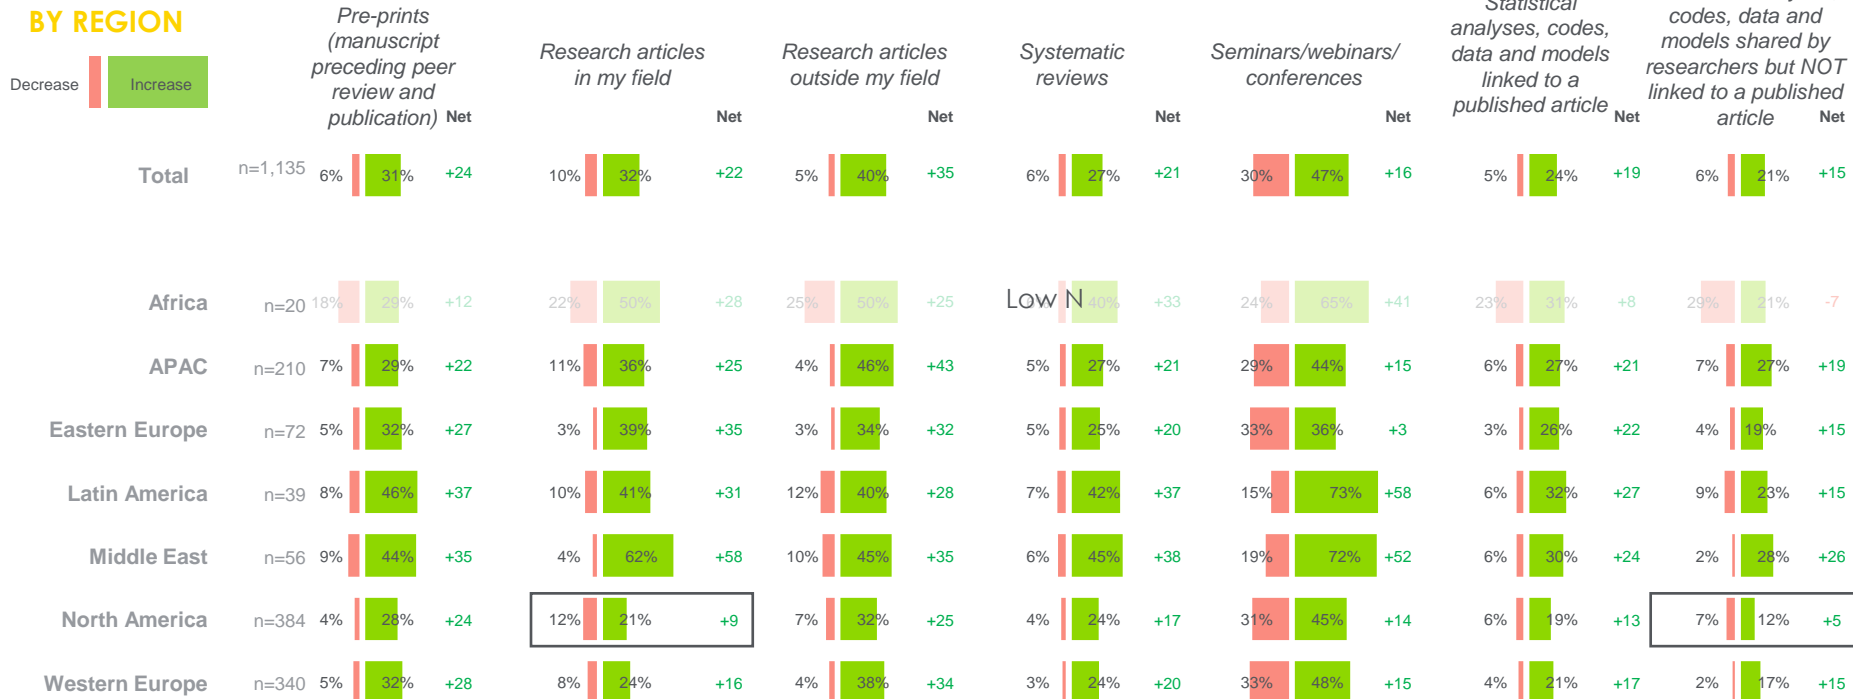 BY REGION
Decrease
Increase
Pre-prints
(manuscript
preceding peer
review and
publication) Net
Research articles
in my field
Net
Research articles
outside my field
Net
Systematic
reviews
Net
Seminars/webinars/
conferences
Net
Statistical
analyses, codes,
data and models
linked to a
published article Net
codes, data and
models shared by
researchers but NOT
linked to a published
article Net
Total n=1,135 6% 31% +24 10% 32% +22 5% 40% +35 6% 27% +21 30% 47% +16 5% 24% +19 6% 21% +15
Africa n=20 18% 29% +12 22% 50% +28 25% 50% +25 Low N 40% +33 24% 65% +41 23% 31% +8 29% 21% -7
APAC n=210 7% 29% +22 11% 36% +25 4% 46% +43 5% 27% +21 29% 44% +15 6% 27% +21 7% 27% +19
Eastern Europe n=72 5% 32% +27 3% 39% +35 3% 34% +32 5% 25% +20 33% 36% +3 3% 26% +22 4% 19% +15
Latin America n=39 8% 46% +37 10% 41% +31 12% 40% +28 7% 42% +37 15% 73% +58 6% 32% +27 9% 23% +15
Middle East n=56 9% 44% +35 4% 62% +58 10% 45% +35 6% 45% +38 19% 72% +52 6% 30% +24 2% 28% +26
North America n=384 4% 28% +24 12% 21% +9 7% 32% +25 4% 24% +17 31% 45% +14 6% 19% +13 7% 12% +5
Western Europe n=340 5% 32% +28 8% 24% +16 4% 38% +34 3% 24% +20 33% 48% +15 4% 21% +17 2% 17% +15